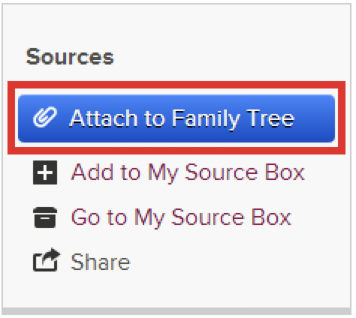 Sources
Attach to Family Tree
Add to My Source Box
Go to My Source Box
Share